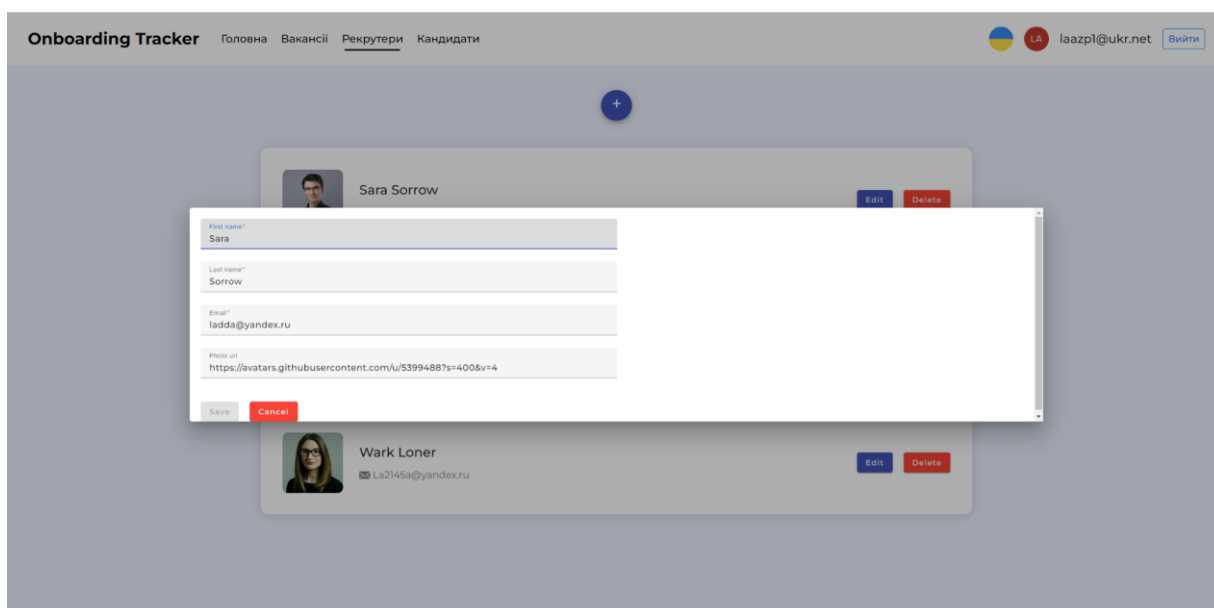 Onboarding Tracker Головна Вакансії Рекрутери Кандидати LA laazp1@ukr.net Вийти
+
Sara Sorrow
Edit Delete
First name*
Sara
Last name*
Sorrow
Email*
ladda@yandex.ru
Photo url
https://avatars.githubusercontent.com/u/5399488?s=400&v=4
Save Cancel
Wark Loner
La2145a@yandex.ru
Edit Delete